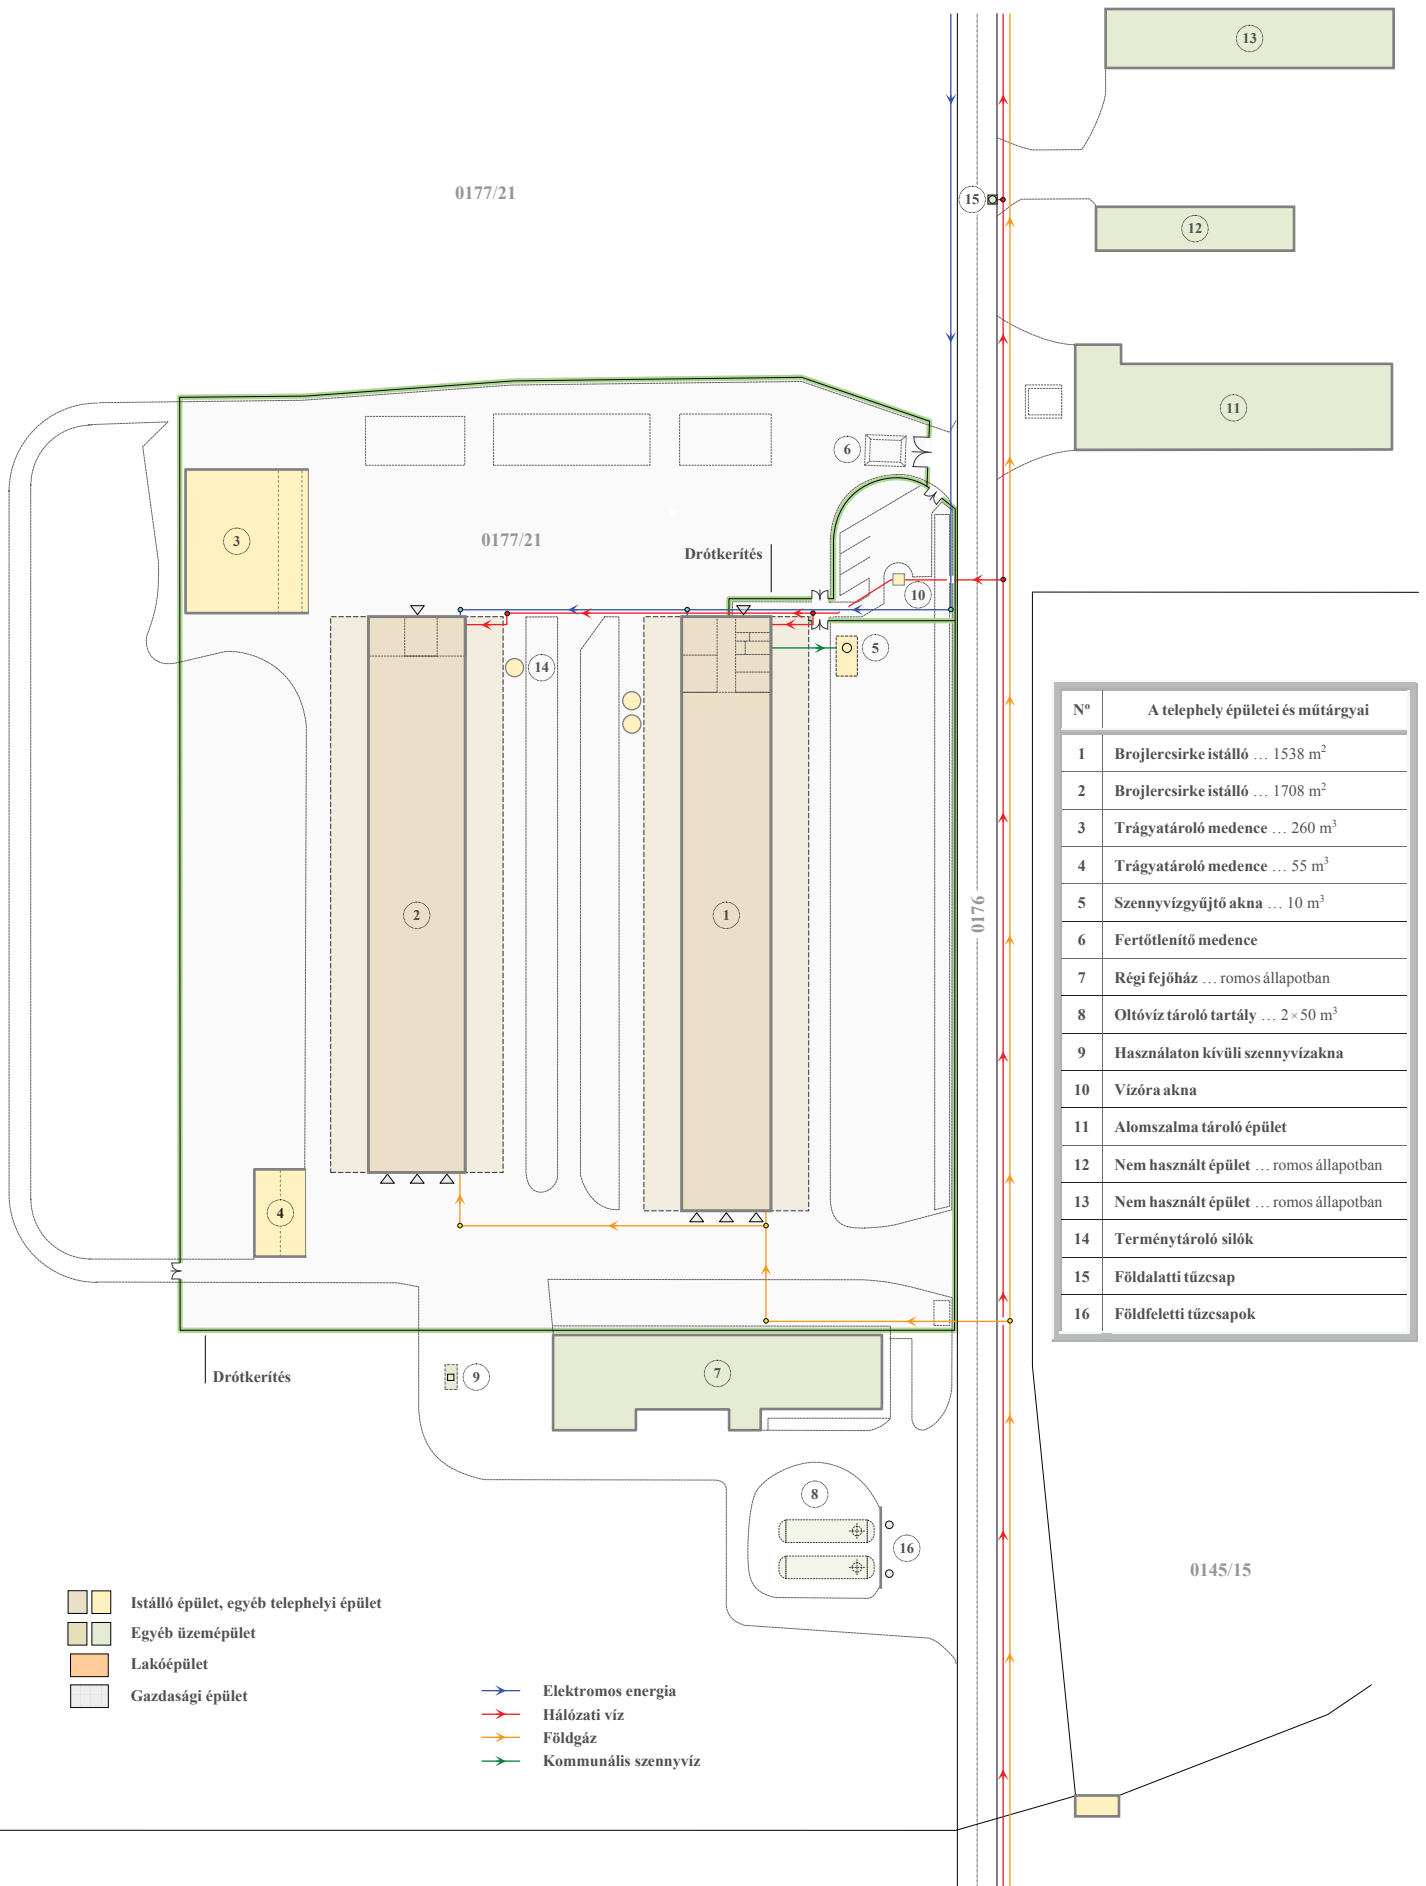 13
0177/21
15
12
11
6
3
0177/21
Drótkerítés
10
14
5
Nº A telephely épületei és műtárgyai
1 Brojlercsirke istálló … 1538 m²
2 Brojlercsirke istálló … 1708 m²
3 Trágyatároló medence … 260 m³
4 Trágyatároló medence … 55 m³
5 Szennyvízgyűjtő akna … 10 m³
6 Fertőtlenítő medence
7 Régi fejőház … romos állapotban
8 Oltóvíz tároló tartály … 2×50 m³
9 Használaton kívüli szennyvízakna
10 Vízóra akna
11 Alomszalma tároló épület
12 Nem használt épület … romos állapotban
13 Nem használt épület … romos állapotban
14 Terménytároló silók
15 Földalatti tűzcsap
16 Földfeletti tűzcsapok
2
1
0176
4
Drótkerítés
9
7
8
16
0145/15
Istálló épület, egyéb telephelyi épület
Egyéb üzemépület
Lakóépület
Gazdasági épület
Elektromos energia
Hálózati víz
Földgáz
Kommunális szennyvíz